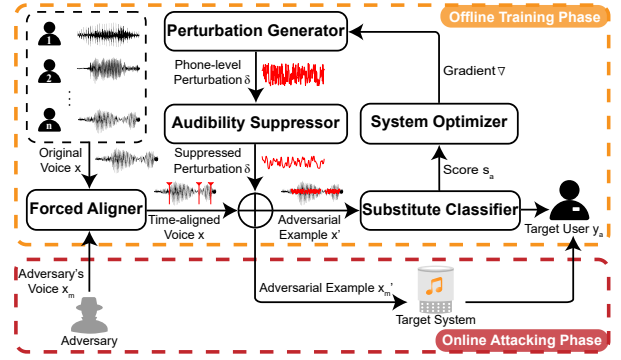 Offline Training Phase
1
2
n
Perturbation Generator
Phone-level
Perturbation δ
Gradient ∇
Audibility Suppressor
System Optimizer
Original
Voice x
Suppressed
Perturbation δ
Score sₐ
Forced Aligner
Time-aligned
Voice x
Adversarial
Example x'
Substitute Classifier
Target User yₐ
Adversary's
Voice xₘ
Adversary
Adversarial Example xₘ'
Target System
Online Attacking Phase